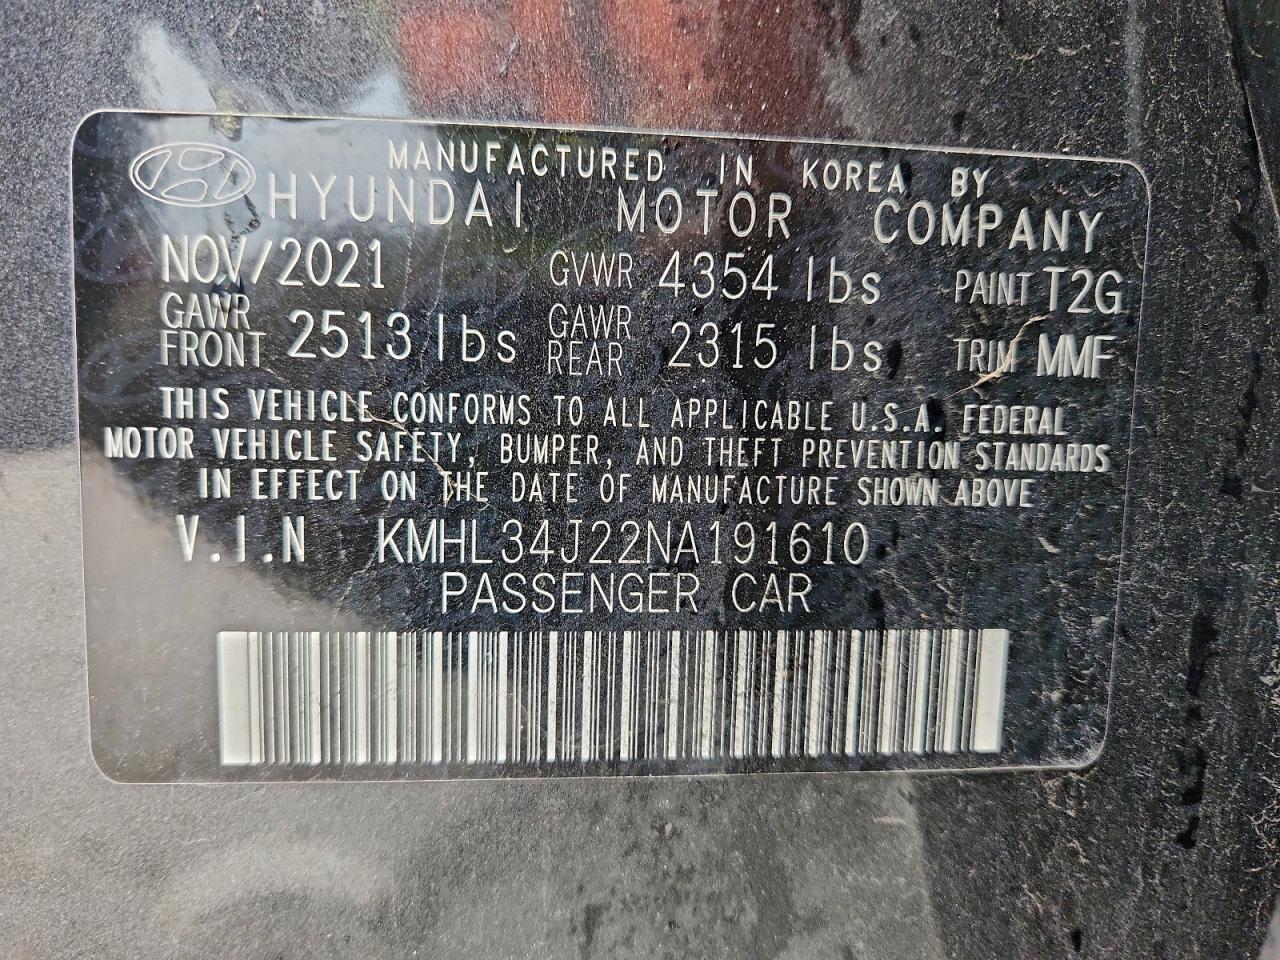 MANUFACTURED IN KOREA BY
HYUNDAI MOTOR COMPANY
NOV/2021 GVWR 4354 lbs PAINT T2G
GAWR FRONT 2513 lbs GAWR REAR 2315 lbs TRIM MMF
THIS VEHICLE CONFORMS TO ALL APPLICABLE U.S.A. FEDERAL
MOTOR VEHICLE SAFETY, BUMPER, AND THEFT PREVENTION STANDARDS
IN EFFECT ON THE DATE OF MANUFACTURE SHOWN ABOVE
V.I.N KMHL34J22NA191610
PASSENGER CAR